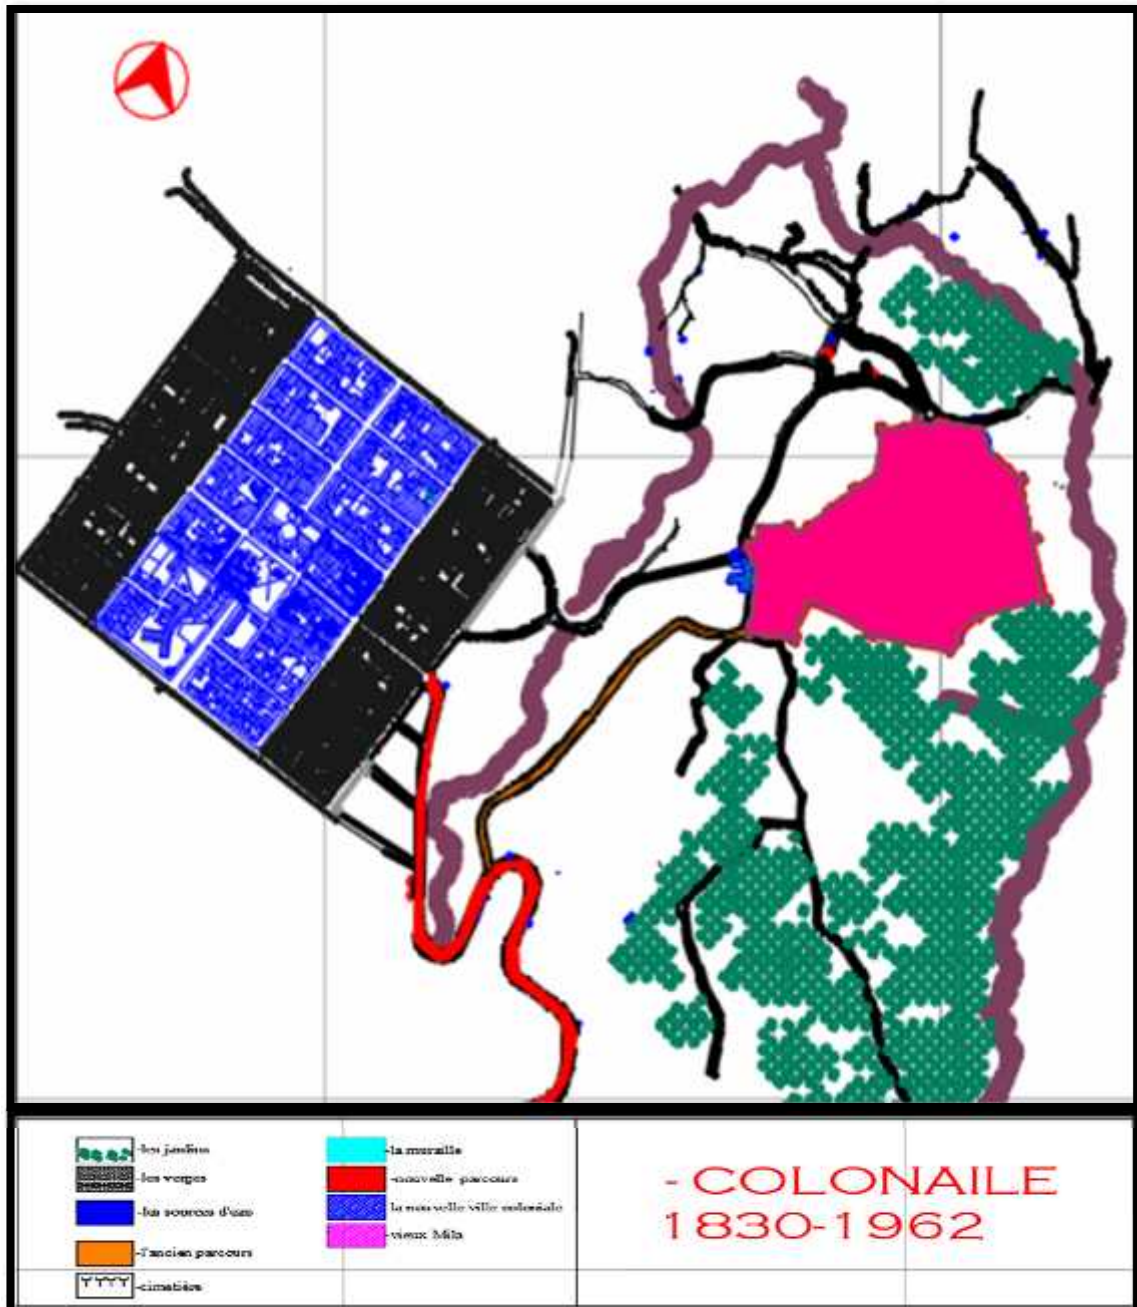 -les jardins
-les verges
-les sources d'eau
-l'ancien parcours
-cimetière
-la muraille
-nouvelle parcours
-la nouvelle ville coloniale
-vieux Mila
- COLONAILE
1830-1962